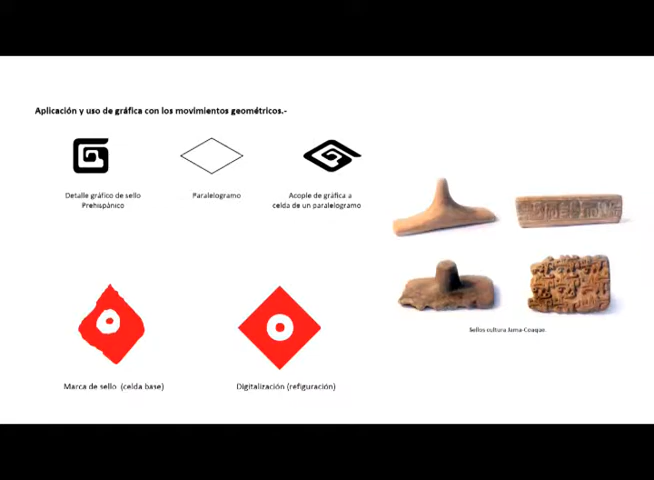 Aplicación y uso de gráfica con los movimientos geométricos.-
Detalle gráfico de sello
Prehispánico
Paralelogramo
Acople de gráfica a
celda de un paralelogramo
Sellos cultura Jama-Coaque.
Marca de sello (celda base)
Digitalización (refiguración)